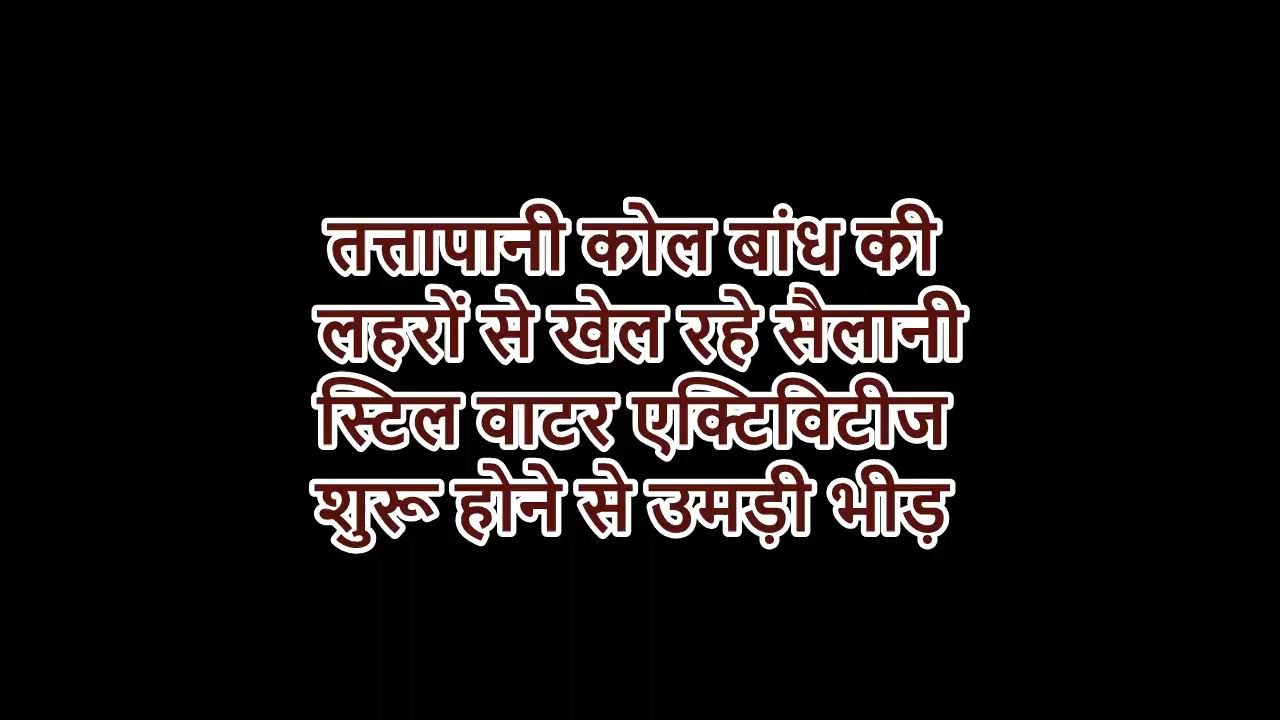 तत्तापानी कोल बांध की
लहरों से खेल रहे सैलानी
स्टिल वाटर एक्टिविटीज
शुरू होने से उमड़ी भीड़